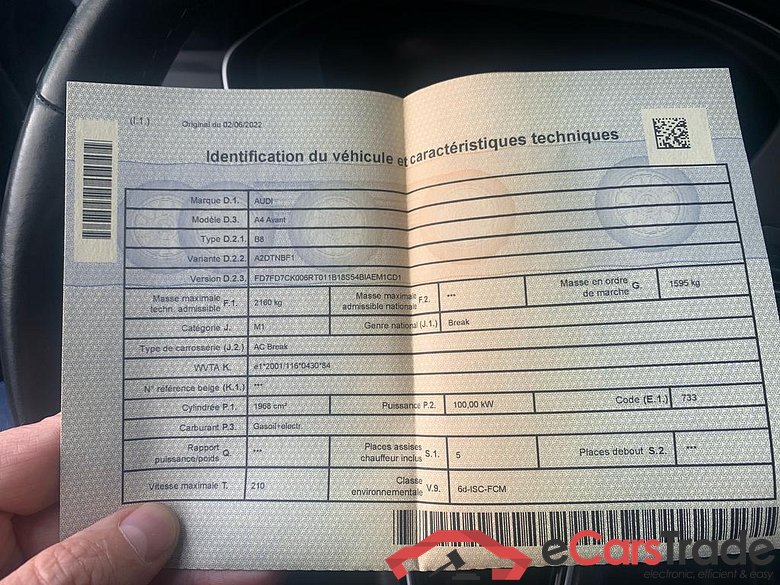 (I.1.) Original du 02/06/2022
Identification du véhicule et caractéristiques techniques
Marque D.1. AUDI
Modèle D.3. A4 Avant
Type D.2.1. B8
Variante D.2.2. A2DTNBF1
Version D.2.3. FD7FD7CK006RT011B18S54BIAEM1CD1
Masse maximale techn. admissible F.1. 2160 kg Masse maximale admissible nationale F.2. *** Masse en ordre de marche G. 1595 kg
Catégorie J. M1 Genre national (J.1.) Break
Type de carrosserie (J.2.) AC Break
WVTA K. e1*2001/116*0430*84
N° référence belge (K.1.) ***
Cylindrée P.1. 1968 cm³ Puissance P.2. 100,00 kW Code (E.1.) 733
Carburant P.3. Gasoil+electr.
Rapport puissance/poids Q. *** Places assises chauffeur inclus S.1. 5 Places debout S.2. ***
Vitesse maximale T. 210 Classe environnementale V.9. 6d-ISC-FCM
eCarsTrade
electronic, efficient & easy